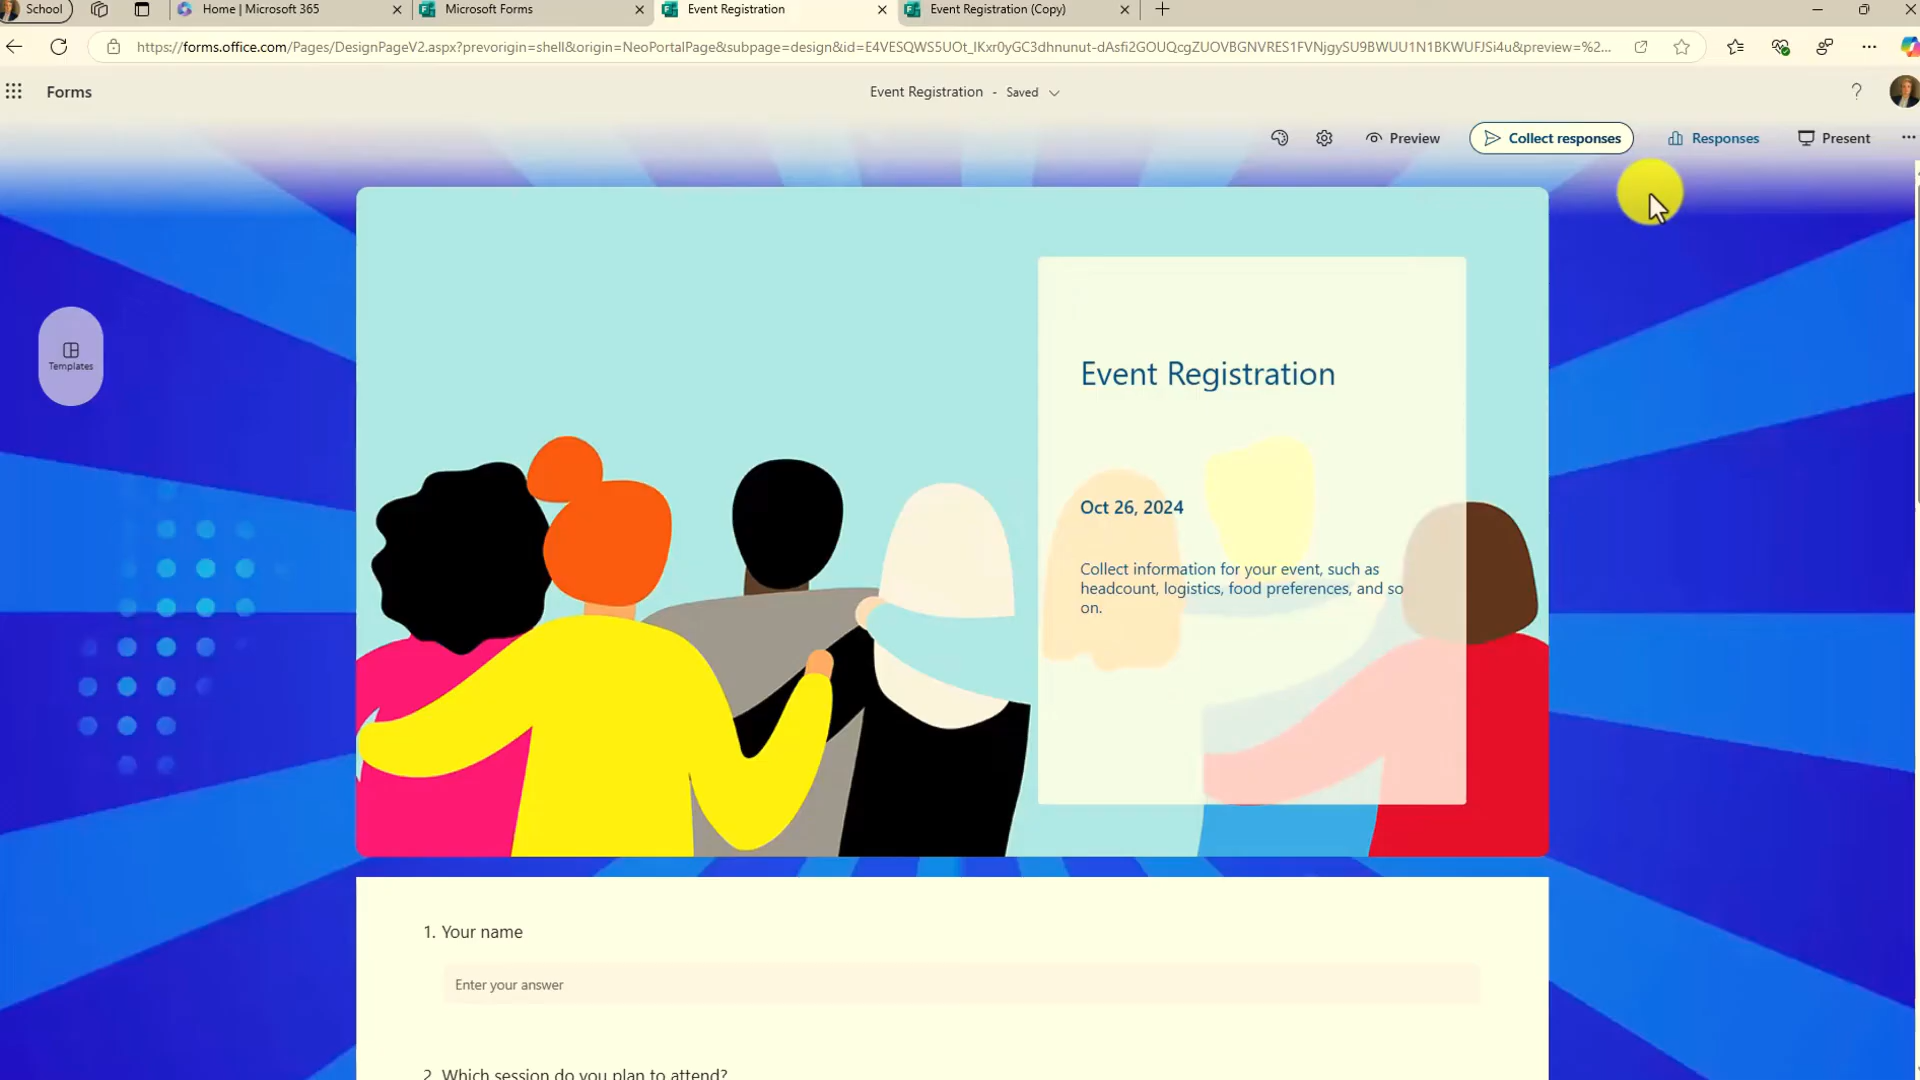 School
Home | Microsoft 365
Microsoft Forms
Event Registration
Event Registration (Copy)
https://forms.office.com/Pages/DesignPageV2.aspx?prevorigin=shell&origin=NeoPortalPage&subpage=design&id=E4VESQWS5UOt_lKxr0yGC3dhnunut-dAsfi2GOUQcgZUOVBGNVRES1FVNjgySU9BWUU1N1BKWUFJSi4u&preview=%2...
Forms
Event Registration - Saved
Preview
Collect responses
Responses
Present
Templates
Event Registration
Oct 26, 2024
Collect information for your event, such as
headcount, logistics, food preferences, and so
on.
1. Your name
Enter your answer
2. Which session do you plan to attend?